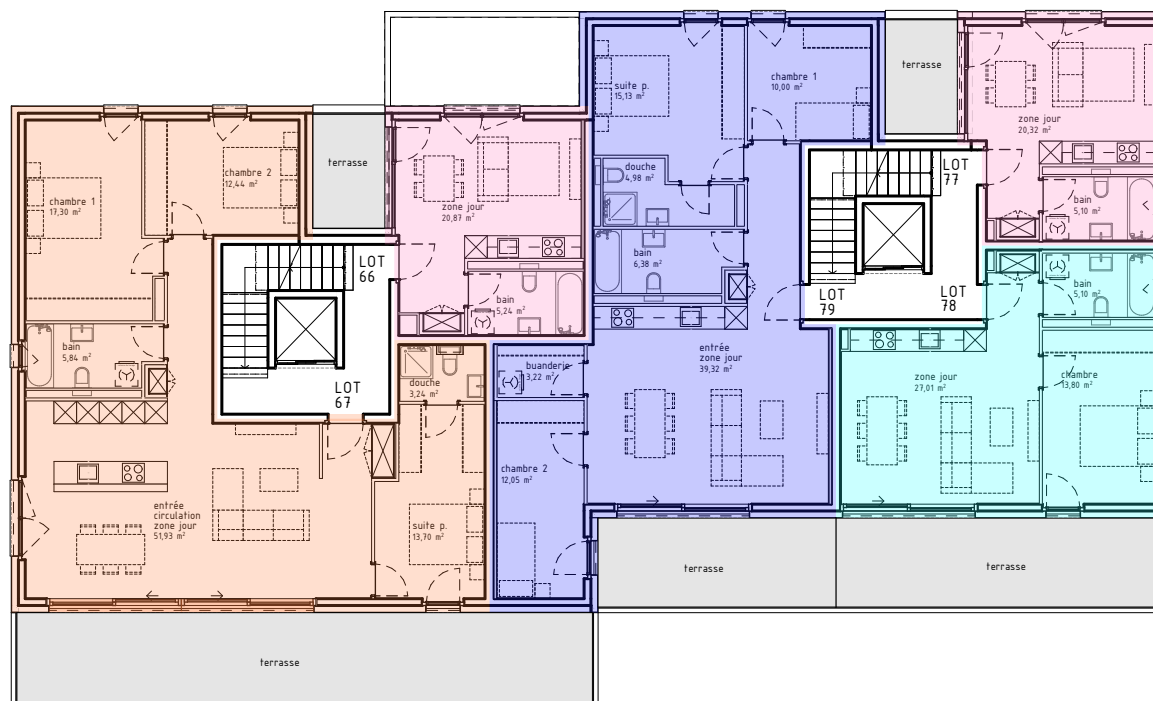 suite p.
15,13 m²
chambre 1
10,00 m²
terrasse
zone jour
20,32 m²
chambre 1
17,30 m²
chambre 2
12,44 m²
terrasse
zone jour
20,87 m²
douche
4,98 m²
LOT
77
bain
5,10 m²
bain
6,38 m²
LOT
66
bain
5,24 m²
LOT
79
LOT
78
bain
5,10 m²
bain
5,84 m²
LOT
67
douche
3,24 m²
buanderie
3,22 m²
entrée
zone jour
39,32 m²
zone jour
27,01 m²
chambre
13,80 m²
chambre 2
12,05 m²
entrée
circulation
zone jour
51,93 m²
suite p.
13,70 m²
terrasse
terrasse
terrasse